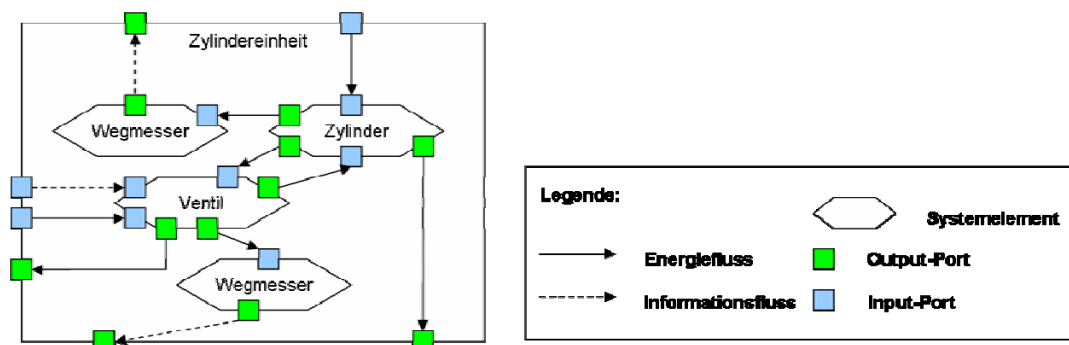 Zylindereinheit
Wegmesser
Zylinder
Ventil
Wegmesser
Legende:
Systemelement
Energiefluss
Output-Port
Informationsfluss
Input-Port